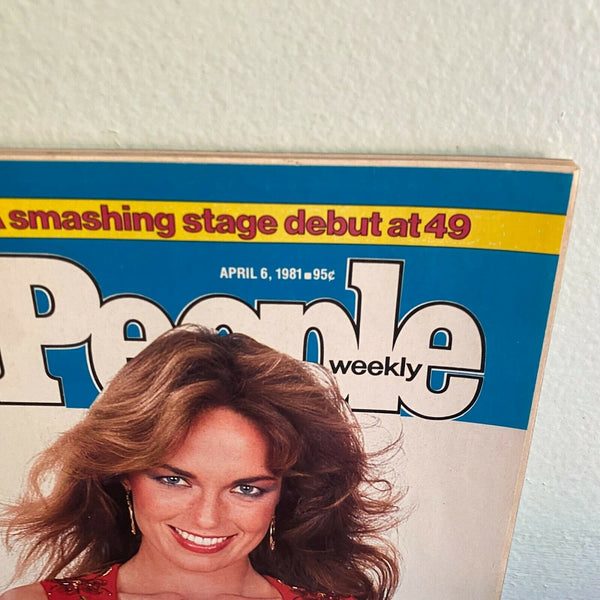 A smashing stage debut at 49
APRIL 6, 1981■95¢
People
weekly